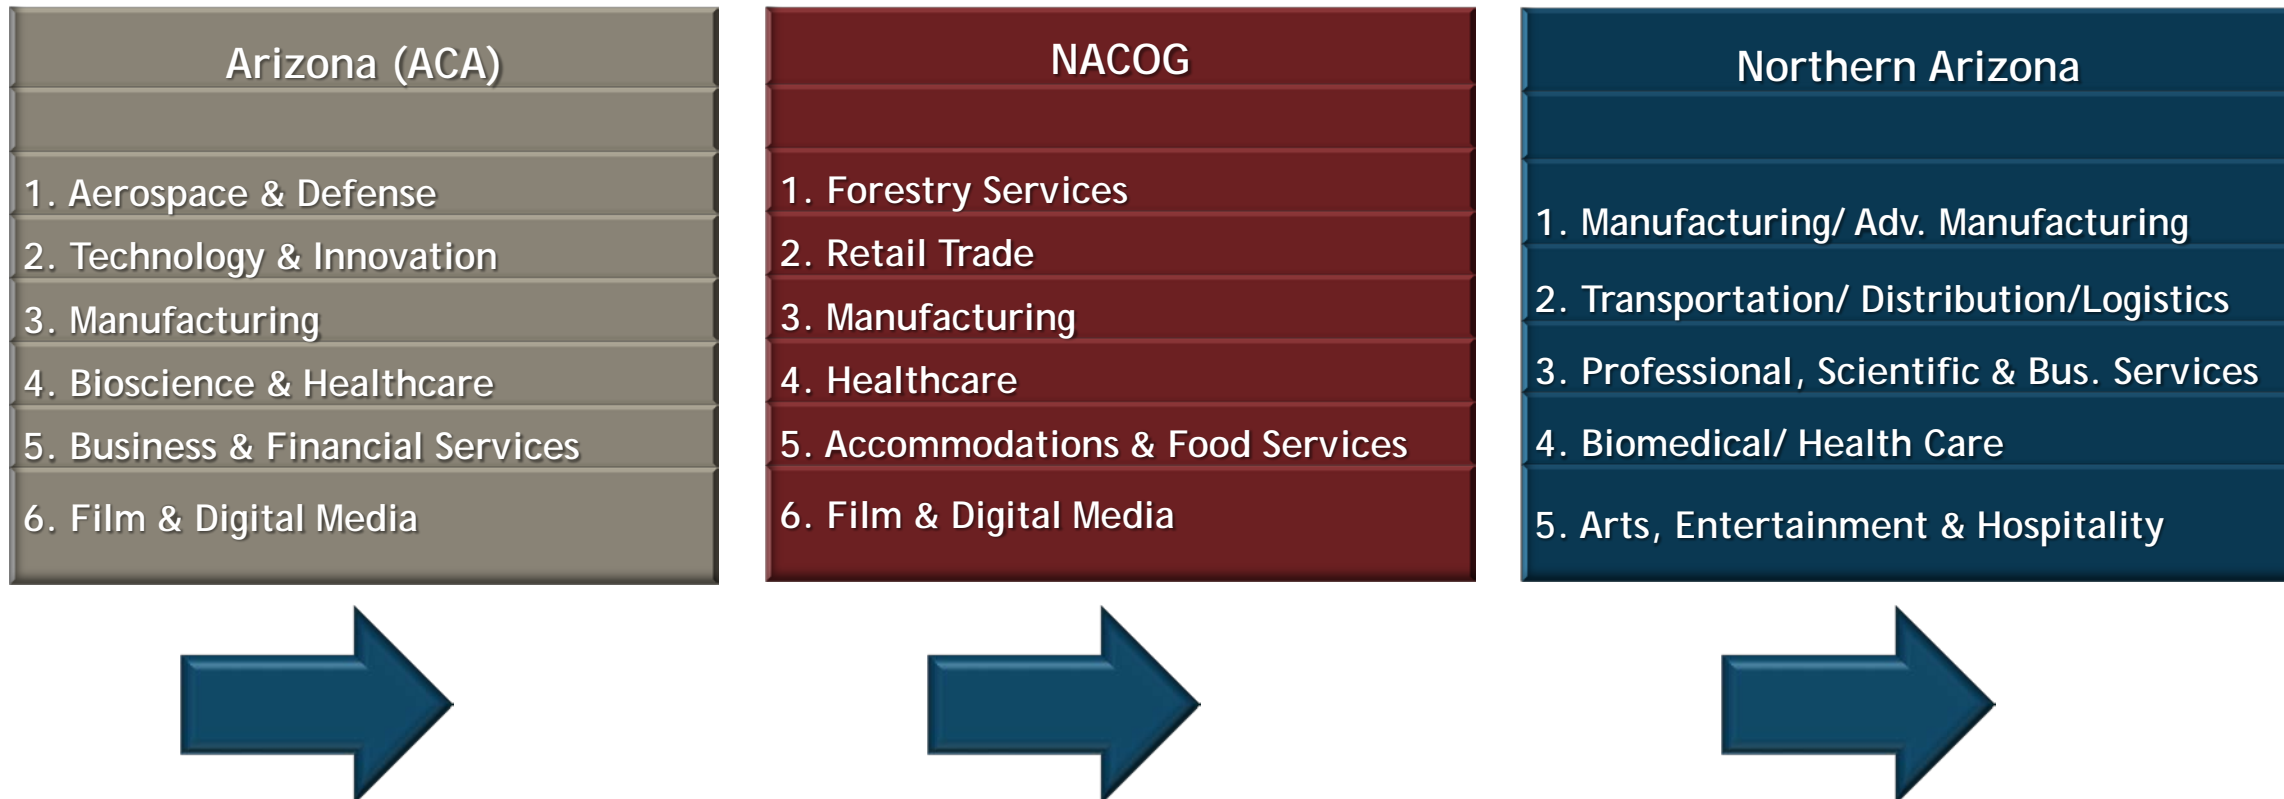 Arizona (ACA)
1. Aerospace & Defense
2. Technology & Innovation
3. Manufacturing
4. Bioscience & Healthcare
5. Business & Financial Services
6. Film & Digital Media
NACOG
1. Forestry Services
2. Retail Trade
3. Manufacturing
4. Healthcare
5. Accommodations & Food Services
6. Film & Digital Media
Northern Arizona
1. Manufacturing/ Adv. Manufacturing
2. Transportation/ Distribution/Logistics
3. Professional, Scientific & Bus. Services
4. Biomedical/ Health Care
5. Arts, Entertainment & Hospitality